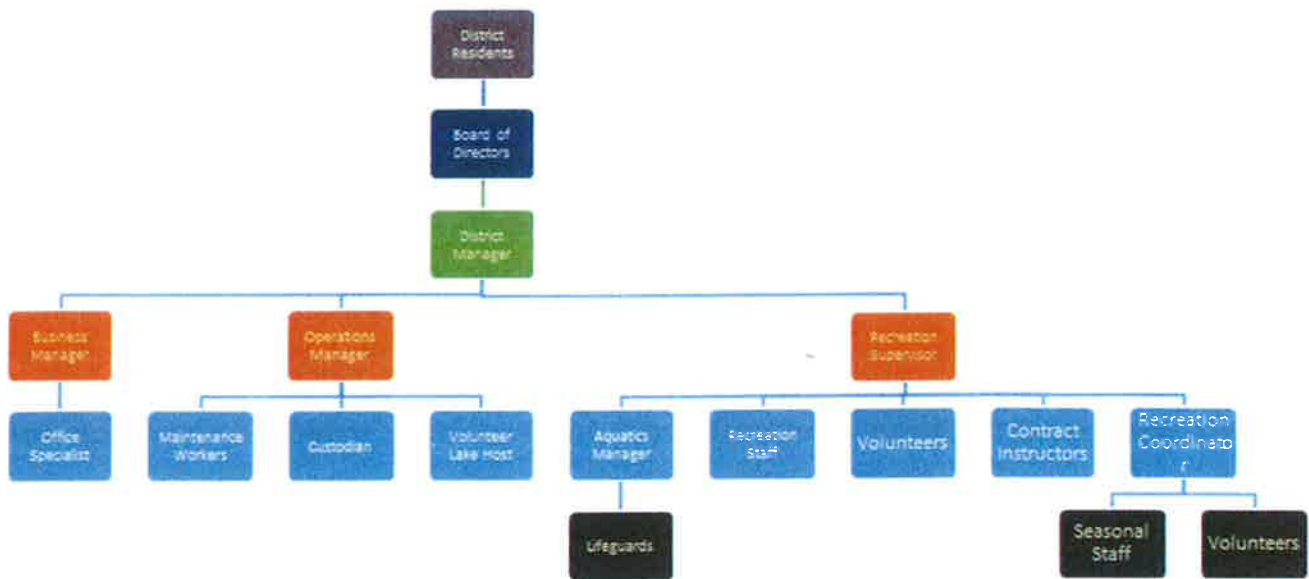 District
Residents
Board of
Directors
District
Manager
Business
Manager
Operations
Manager
Recreation
Supervisor
Office
Specialist
Maintenance
Workers
Custodian
Volunteer
Lake Host
Aquatics
Manager
Recreation
Staff
Volunteers
Contract
Instructors
Recreation
Coordinato
r
Lifeguards
Seasonal
Staff
Volunteers